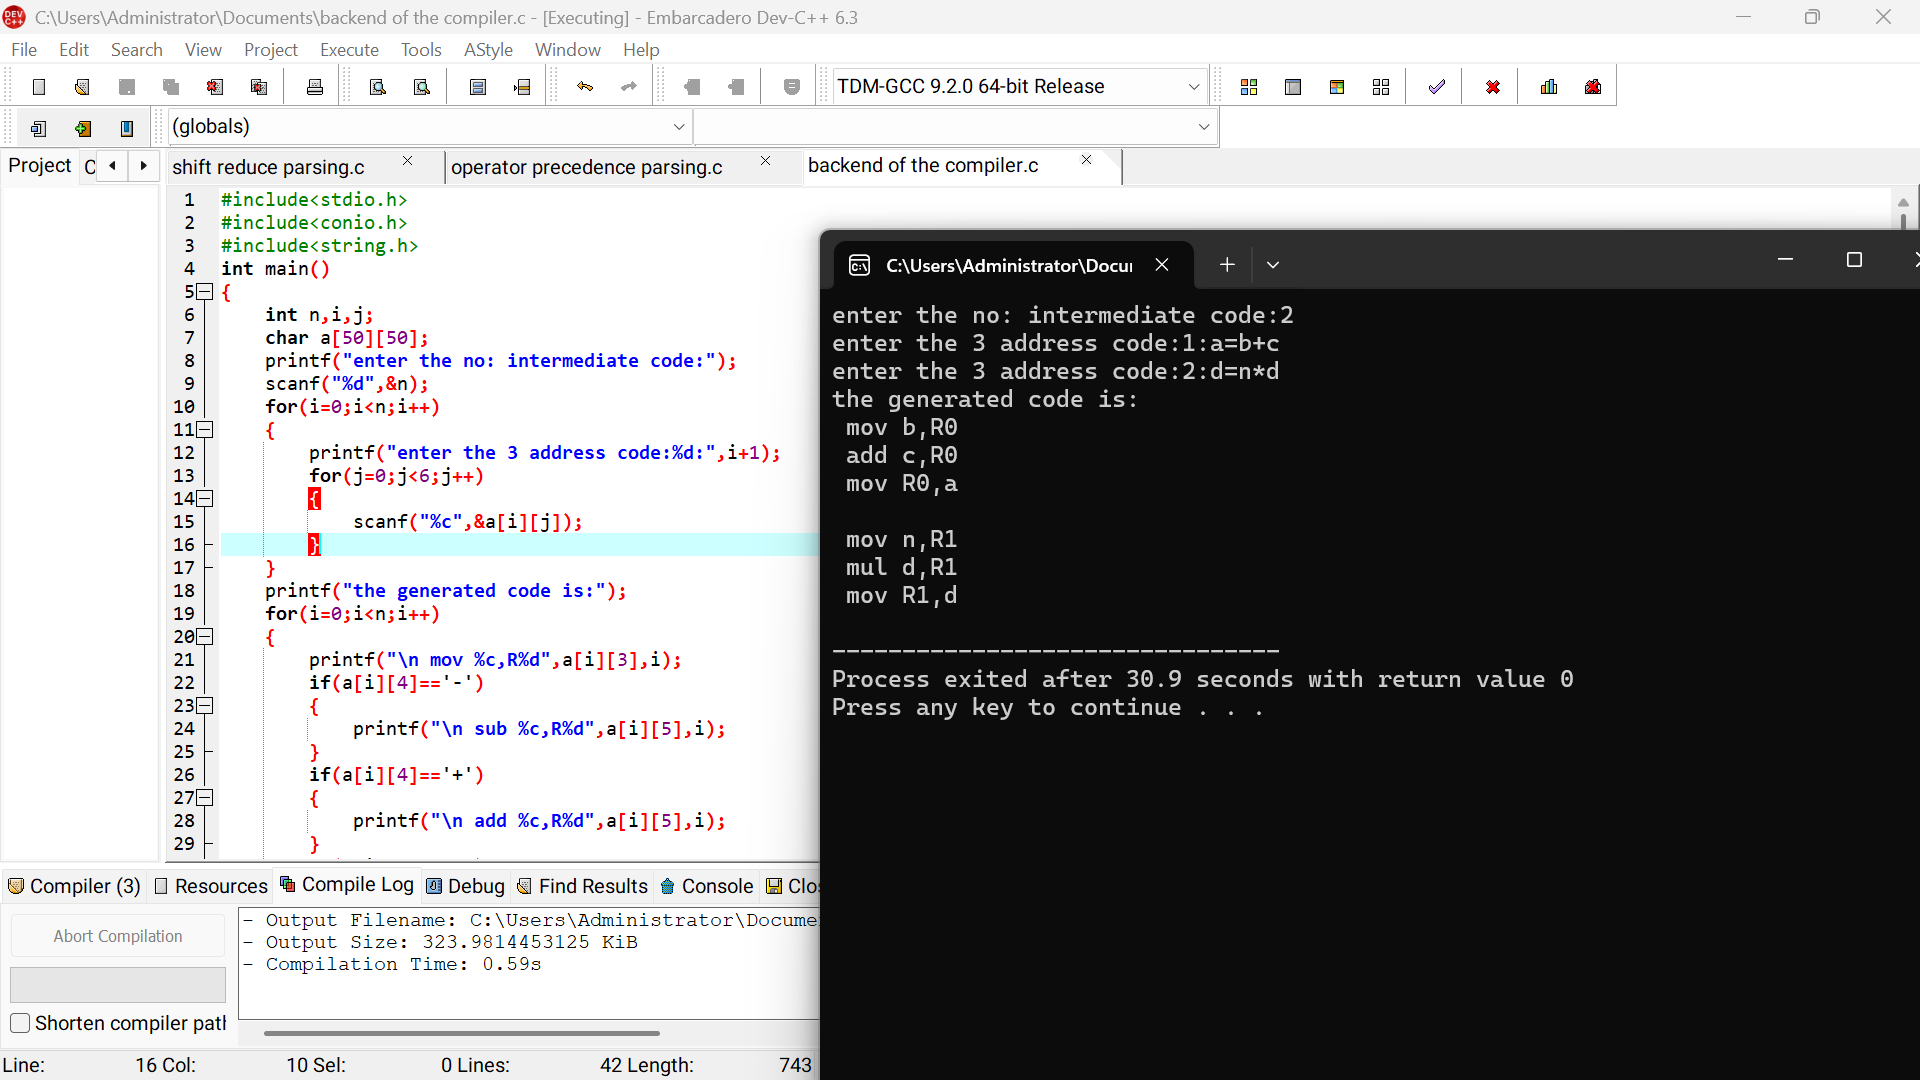 C:\Users\Administrator\Documents\backend of the compiler.c - [Executing] - Embarcadero Dev-C++ 6.3
File Edit Search View Project Execute Tools AStyle Window Help
TDM-GCC 9.2.0 64-bit Release
(globals)
Project C
shift reduce parsing.c
operator precedence parsing.c
backend of the compiler.c
1 #include<stdio.h>
2 #include<conio.h>
3 #include<string.h>
4 int main()
5 {
6 int n,i,j;
7 char a[50][50];
8 printf("enter the no: intermediate code:");
9 scanf("%d",&n);
10 for(i=0;i<n;i++)
11 {
12 printf("enter the 3 address code:%d:",i+1);
13 for(j=0;j<6;j++)
14 {
15 scanf("%c",&a[i][j]);
16 }
17 }
18 printf("the generated code is:");
19 for(i=0;i<n;i++)
20 {
21 printf("\n mov %c,R%d",a[i][3],i);
22 if(a[i][4]=='-')
23 {
24 printf("\n sub %c,R%d",a[i][5],i);
25 }
26 if(a[i][4]=='+')
27 {
28 printf("\n add %c,R%d",a[i][5],i);
29 }
C:\Users\Administrator\Docu
enter the no: intermediate code:2
enter the 3 address code:1:a=b+c
enter the 3 address code:2:d=n*d
the generated code is:
mov b,R0
add c,R0
mov R0,a
mov n,R1
mul d,R1
mov R1,d
--------------------------------
Process exited after 30.9 seconds with return value 0
Press any key to continue . . .
Compiler (3) Resources Compile Log Debug Find Results Console Clo
Abort Compilation
Shorten compiler pat
- Output Filename: C:\Users\Administrator\Docume
- Output Size: 323.9814453125 KiB
- Compilation Time: 0.59s
Line: 16 Col: 10 Sel: 0 Lines: 42 Length: 743